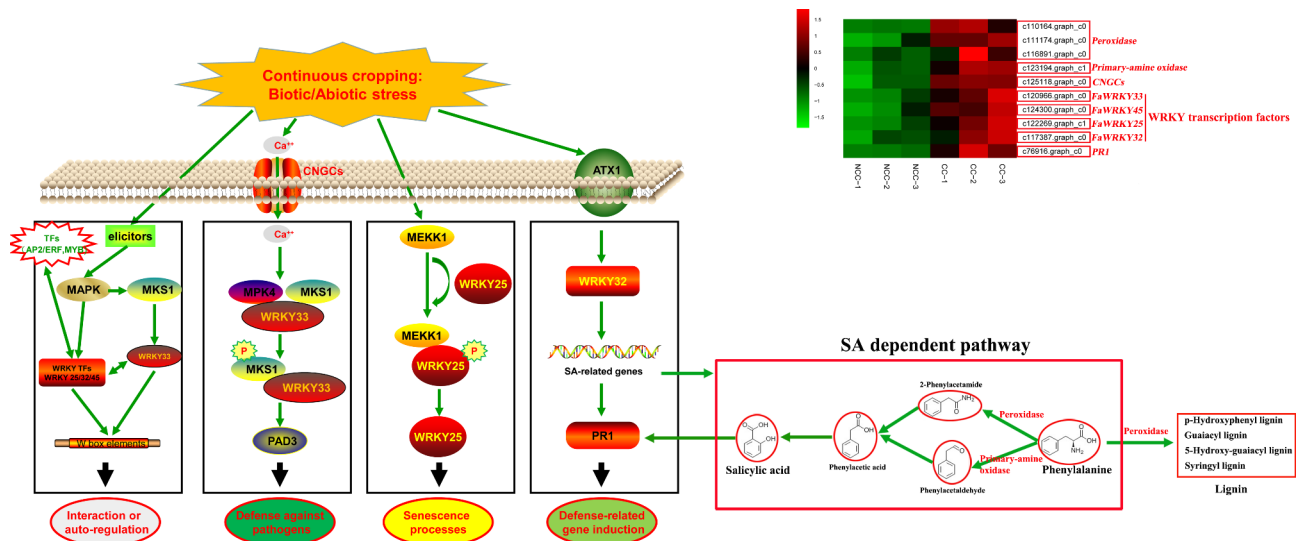 Continuous cropping:
Biotic/Abiotic stress
Ca++
CNGCs
ATX1
TFs
(AP2/ERF,MYB)
elicitors
MAPK
MKS1
WRKY33
WRKY TFs
WRKY 25/32/45
W box elements
Interaction or
auto-regulation
Ca++
MPK4
MKS1
WRKY33
P
MKS1
WRKY33
PAD3
Defense against
pathogens
MEKK1
WRKY25
MEKK1
P
WRKY25
WRKY25
Senescence
processes
WRKY32
SA-related genes
PR1
Defense-related
gene induction
1.5
1
0.5
0
−0.5
−1
−1.5
c110164.graph_c0
c111174.graph_c0
Peroxidase
c116891.graph_c0
c123194.graph_c1
Primary-amine oxidase
c125118.graph_c0
CNGCs
c120966.graph_c0
FaWRKY33
c124300.graph_c0
FaWRKY45
c122269.graph_c1
FaWRKY25
c117387.graph_c0
FaWRKY32
WRKY transcription factors
c76916.graph_c0
PR1
NCC-1
NCC-2
NCC-3
CC-1
CC-2
CC-3
SA dependent pathway
2-Phenylacetamide
NH2
O
Peroxidase
OH
O
OH
Salicylic acid
O
OH
Phenylacetic acid
O
Phenylacetaldehyde
Primary-amine
oxidase
O
OH
NH2
Phenylalanine
Peroxidase
p-Hydroxyphenyl lignin
Guaiacyl lignin
5-Hydroxy-guaiacyl lignin
Syringyl lignin
Lignin